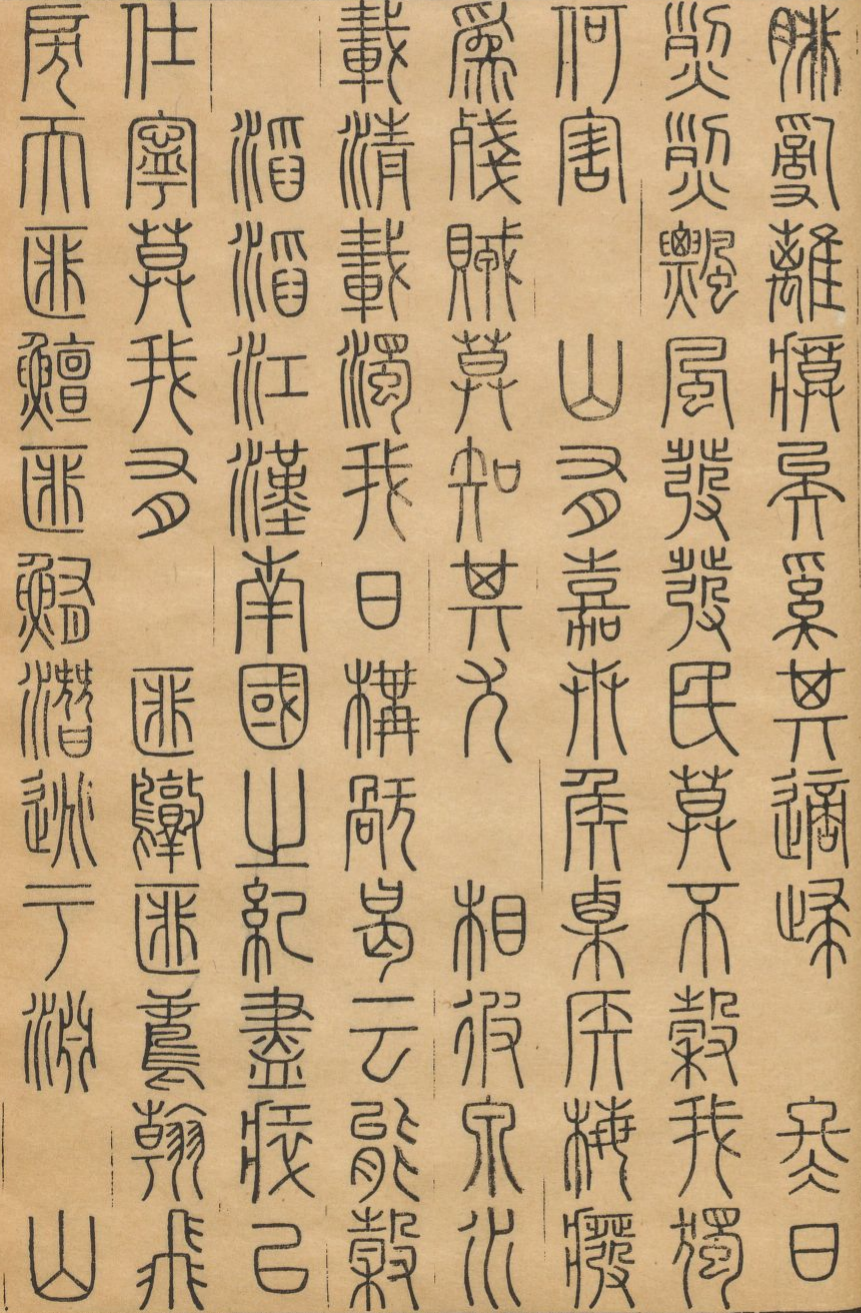 腓亂離瘼矣奚其適歸 冬日
烈烈飄風發發民莫不穀我獨
何害 山有嘉卉侯栗侯梅廢
爲殘賊莫知其尤 相彼泉水
載清載濁我日構禍曷云能穀
滔滔江漢南國之紀盡瘁以
仕寧莫我有 匪鶉匪鳶翰飛
戾天匪鱣匪鮪潛逃于淵 山